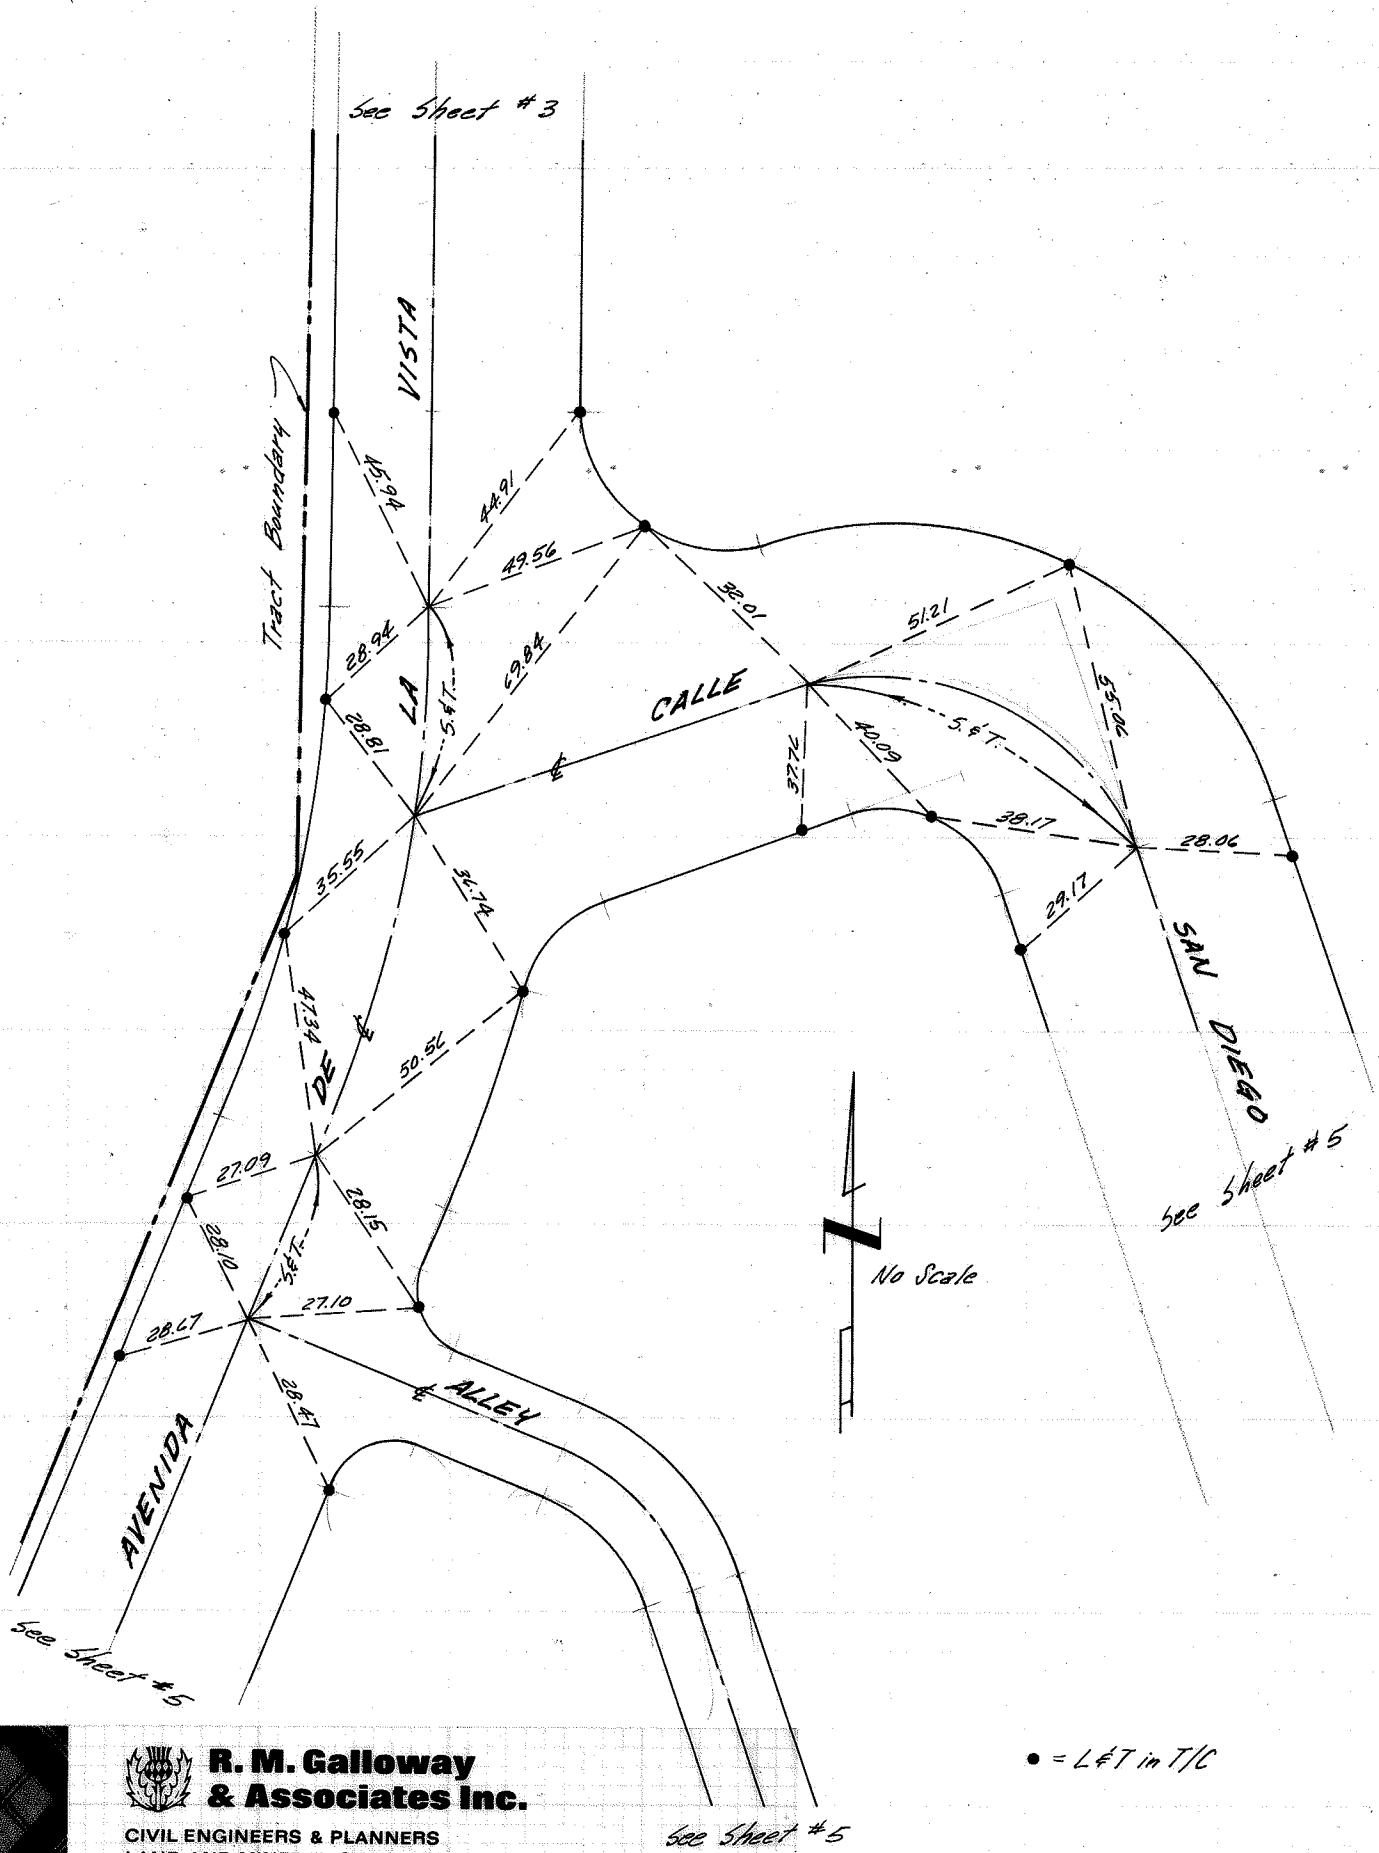 See Sheet #3
VISTA
Tract Boundary
45.94
44.91
49.56
32.01
51.21
28.94
69.84
55.06
LA
S.&T.
CALLE
28.81
S.&T.
40.09
37.76
℄
38.17
28.06
35.55
36.74
29.17
SAN
47.34
℄
50.56
DE
DIEGO
27.09
28.15
See Sheet #5
28.10
S.&T.
No Scale
27.10
28.67
28.47
℄ ALLEY
AVENIDA
See Sheet #5
R. M. Galloway
& Associates Inc.
● = L&T in T/C
CIVIL ENGINEERS & PLANNERS
See Sheet #5